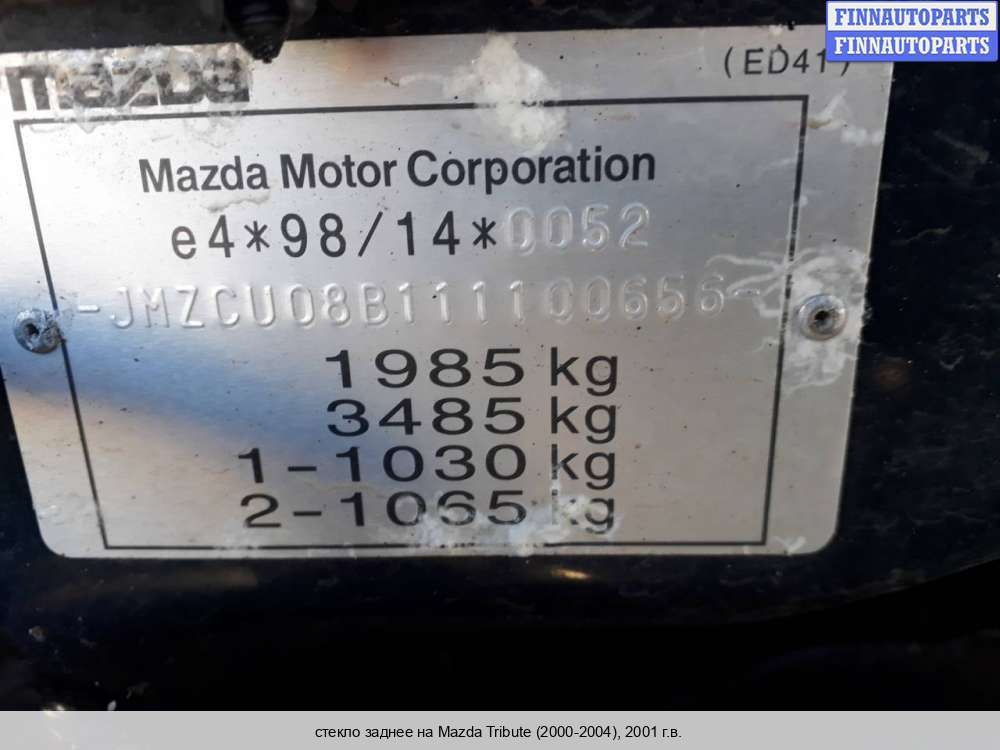 FINNAUTOPARTS
FINNAUTOPARTS
mazda
(ED41)
Mazda Motor Corporation
e4*98/14*0052
-JMZCU08B111100656-
1985 kg
3485 kg
1-1030 kg
2-1065 kg
стекло заднее на Mazda Tribute (2000-2004), 2001 г.в.